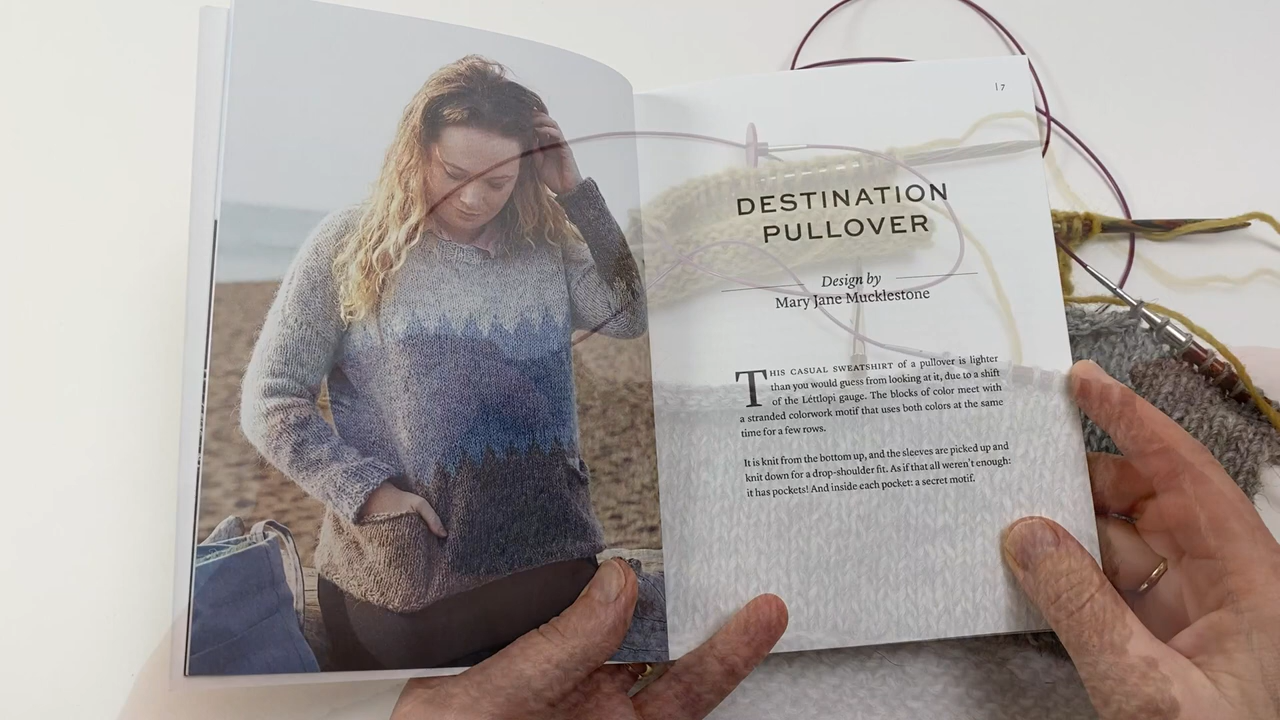 17
DESTINATION
PULLOVER
Design by
Mary Jane Mucklestone
THIS CASUAL SWEATSHIRT of a pullover is lighter
than you would guess from looking at it, due to a shift
of the Léttlopi gauge. The blocks of color meet with
a stranded colorwork motif that uses both colors at the same
time for a few rows.
It is knit from the bottom up, and the sleeves are picked up and
knit down for a drop-shoulder fit. As if that all weren't enough:
it has pockets! And inside each pocket: a secret motif.